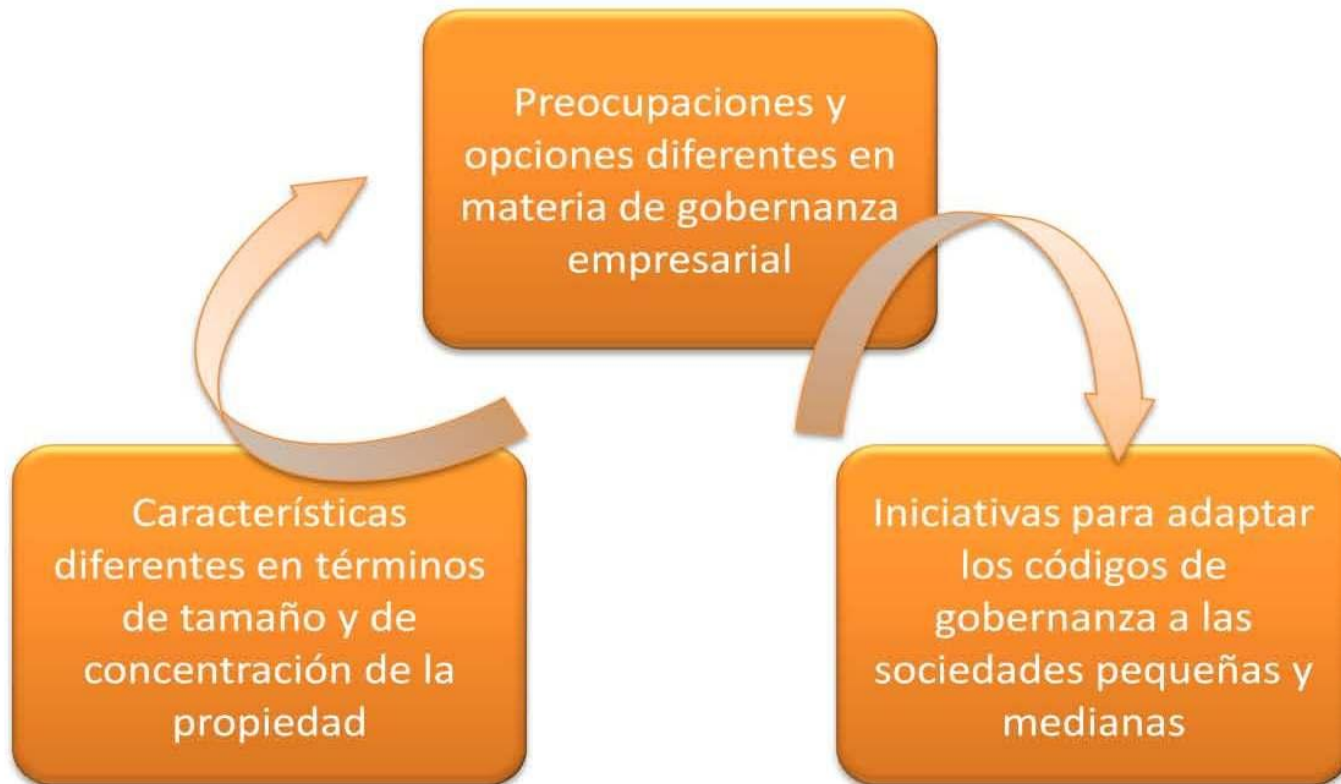 Preocupaciones y
opciones diferentes en
materia de gobernanza
empresarial
Características
diferentes en términos
de tamaño y de
concentración de la
propiedad
Iniciativas para adaptar
los códigos de
gobernanza a las
sociedades pequeñas y
medianas